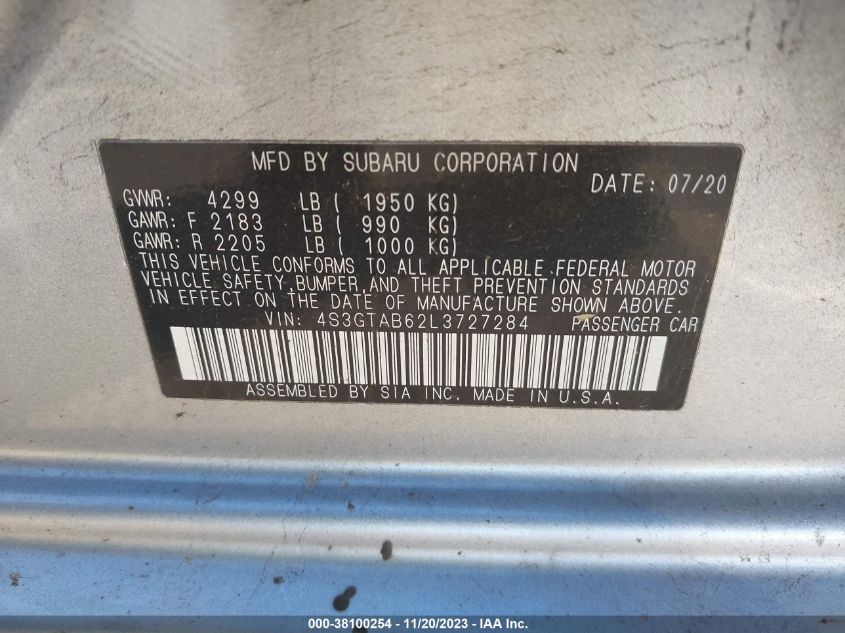 MFD BY SUBARU CORPORATION
DATE: 07/20
GVWR: 4299 LB ( 1950 KG)
GAWR: F 2183 LB ( 990 KG)
GAWR: R 2205 LB ( 1000 KG)
THIS VEHICLE CONFORMS TO ALL APPLICABLE FEDERAL MOTOR
VEHICLE SAFETY, BUMPER, AND THEFT PREVENTION STANDARDS
IN EFFECT ON THE DATE OF MANUFACTURE SHOWN ABOVE.
VIN: 4S3GTAB62L3727284 PASSENGER CAR
ASSEMBLED BY SIA INC. MADE IN U.S.A.
000-38100254 - 11/20/2023 - IAA Inc.